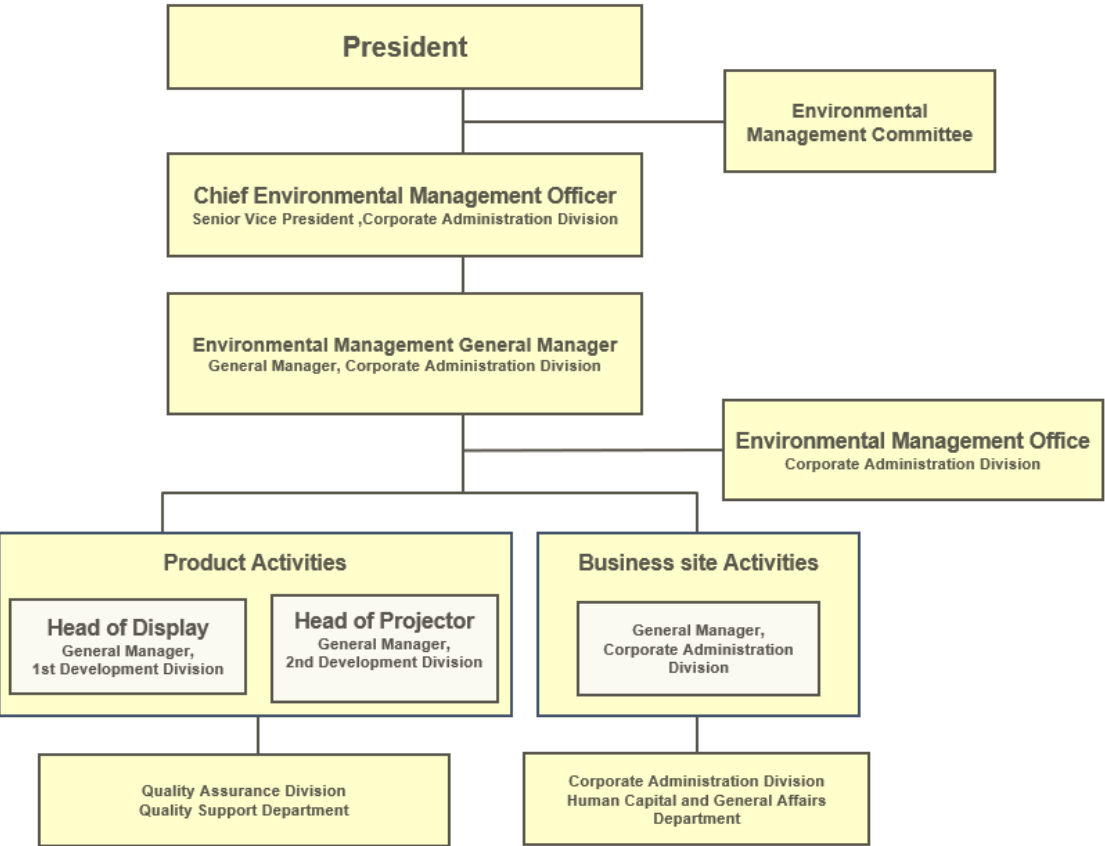 President
Environmental
Management Committee
Chief Environmental Management Officer
Senior Vice President ,Corporate Administration Division
Environmental Management General Manager
General Manager, Corporate Administration Division
Environmental Management Office
Corporate Administration Division
Product Activities
Head of Display
General Manager,
1st Development Division
Head of Projector
General Manager,
2nd Development Division
Business site Activities
General Manager,
Corporate Administration
Division
Quality Assurance Division
Quality Support Department
Corporate Administration Division
Human Capital and General Affairs
Department